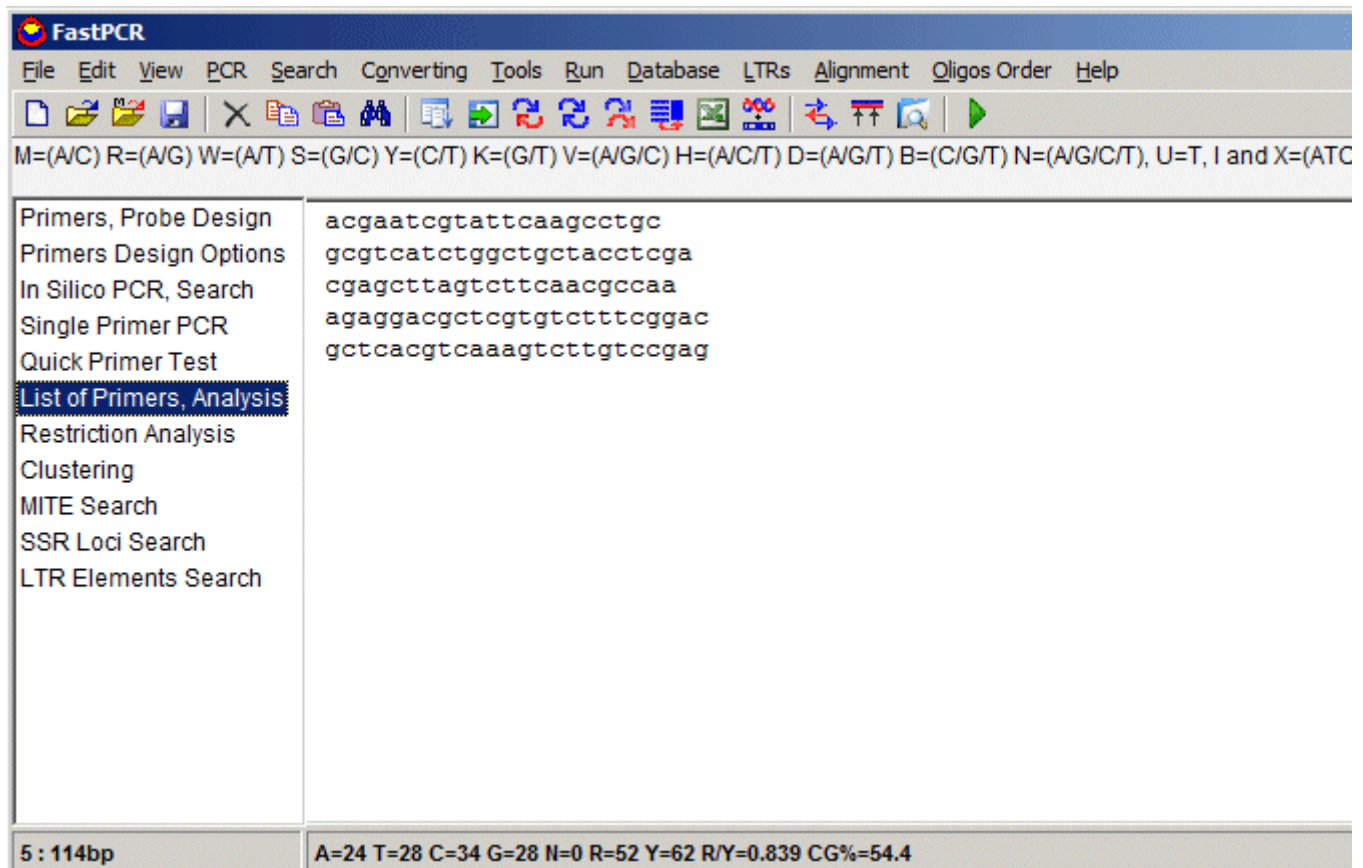 FastPCR
File Edit View PCR Search Converting Tools Run Database LTRs Alignment Oligos Order Help
M=(A/C) R=(A/G) W=(A/T) S=(G/C) Y=(C/T) K=(G/T) V=(A/G/C) H=(A/C/T) D=(A/G/T) B=(C/G/T) N=(A/G/C/T), U=T, I and X=(ATC
Primers, Probe Design
Primers Design Options
In Silico PCR, Search
Single Primer PCR
Quick Primer Test
List of Primers, Analysis
Restriction Analysis
Clustering
MITE Search
SSR Loci Search
LTR Elements Search
acgaatcgtattcaagcctgc
gcgtcatctggctgctacctcga
cgagcttagtcttcaacgccaa
agaggacgctcgtgtctttcggac
gctcacgtcaaagtcttgtccgag
5 : 114bp
A=24 T=28 C=34 G=28 N=0 R=52 Y=62 R/Y=0.839 CG%=54.4